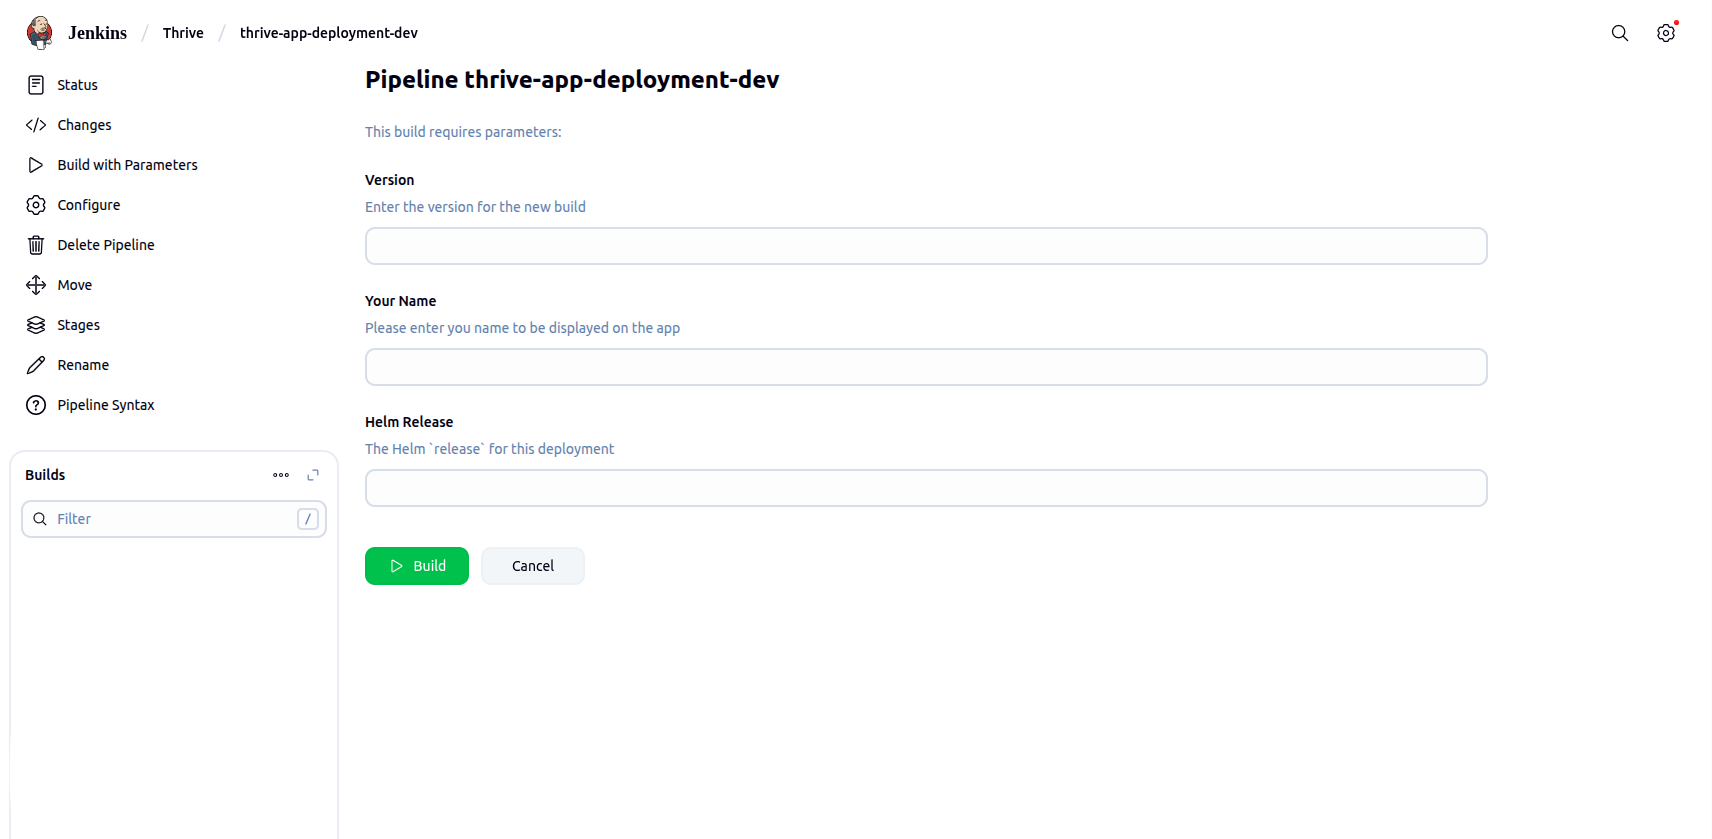 Jenkins / Thrive / thrive-app-deployment-dev
Status
Changes
Build with Parameters
Configure
Delete Pipeline
Move
Stages
Rename
Pipeline Syntax
Builds
Filter /
Pipeline thrive-app-deployment-dev
This build requires parameters:
Version
Enter the version for the new build
Your Name
Please enter you name to be displayed on the app
Helm Release
The Helm `release` for this deployment
Build Cancel